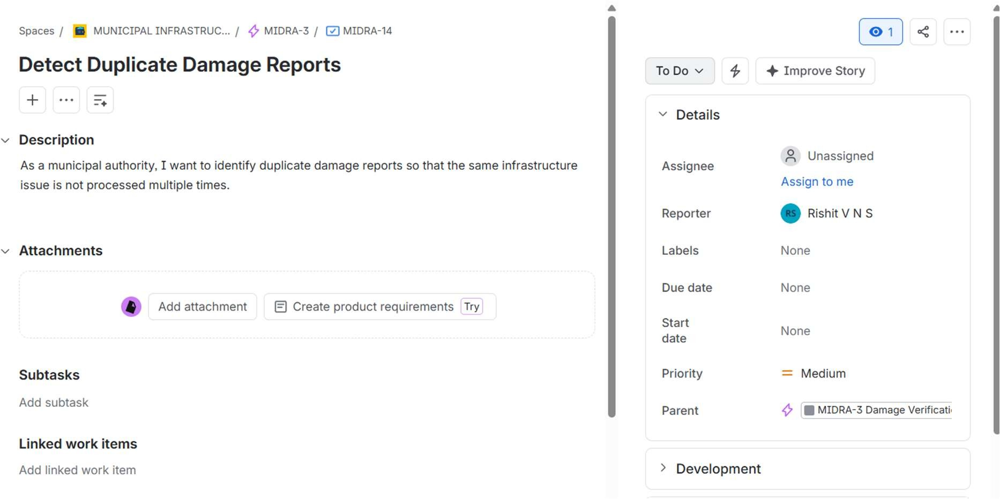 Spaces / MUNICIPAL INFRASTRUC... / MIDRA-3 / MIDRA-14
Detect Duplicate Damage Reports
Description
As a municipal authority, I want to identify duplicate damage reports so that the same infrastructure
issue is not processed multiple times.
Attachments
Add attachment
Create product requirements Try
Subtasks
Add subtask
Linked work items
Add linked work item
1
To Do
Improve Story
Details
Assignee
Unassigned
Assign to me
Reporter
RS Rishit V N S
Labels
None
Due date
None
Start
date
None
Priority
Medium
Parent
MIDRA-3 Damage Verificati
Development